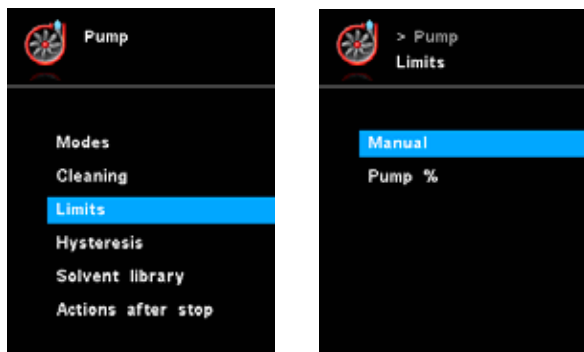 Pump
Modes
Cleaning
Limits
Hysteresis
Solvent library
Actions after stop
> Pump
Limits
Manual
Pump %